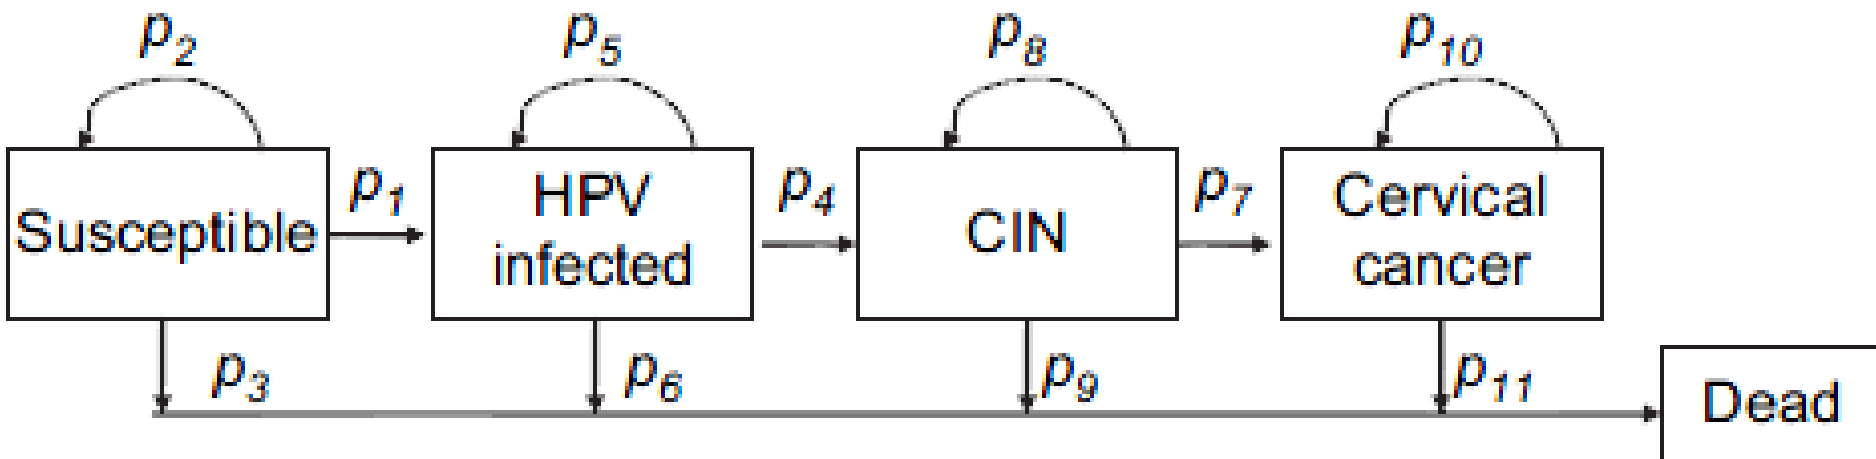 p2
p5
p8
p10
Susceptible
p1
HPV
infected
p4
CIN
p7
Cervical
cancer
p3
p6
p9
p11
Dead